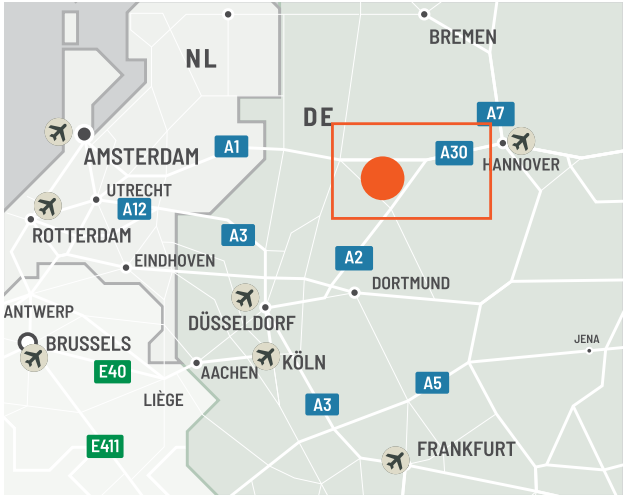 BREMEN
NL
DE
A7
AMSTERDAM
A1
A30
HANNOVER
UTRECHT
A12
ROTTERDAM
A3
EINDHOVEN
A2
DORTMUND
ANTWERP
DÜSSELDORF
BRUSSELS
KÖLN
JENA
E40
AACHEN
A5
LIÈGE
A3
E411
FRANKFURT